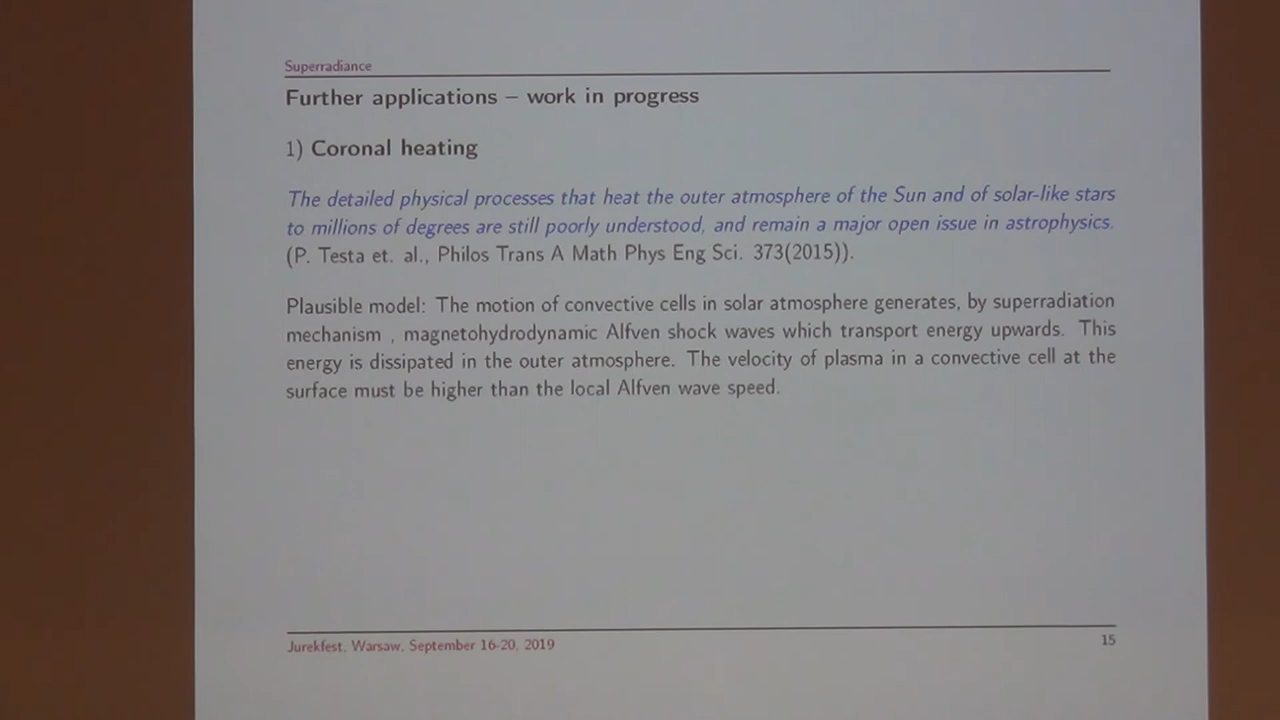 Superradiance
Further applications – work in progress
1) Coronal heating
The detailed physical processes that heat the outer atmosphere of the Sun and of solar-like stars
to millions of degrees are still poorly understood, and remain a major open issue in astrophysics.
(P. Testa et. al., Philos Trans A Math Phys Eng Sci. 373(2015)).
Plausible model: The motion of convective cells in solar atmosphere generates, by superradiation
mechanism , magnetohydrodynamic Alfven shock waves which transport energy upwards. This
energy is dissipated in the outer atmosphere. The velocity of plasma in a convective cell at the
surface must be higher than the local Alfven wave speed.
Jurekfest, Warsaw, September 16-20, 2019
15